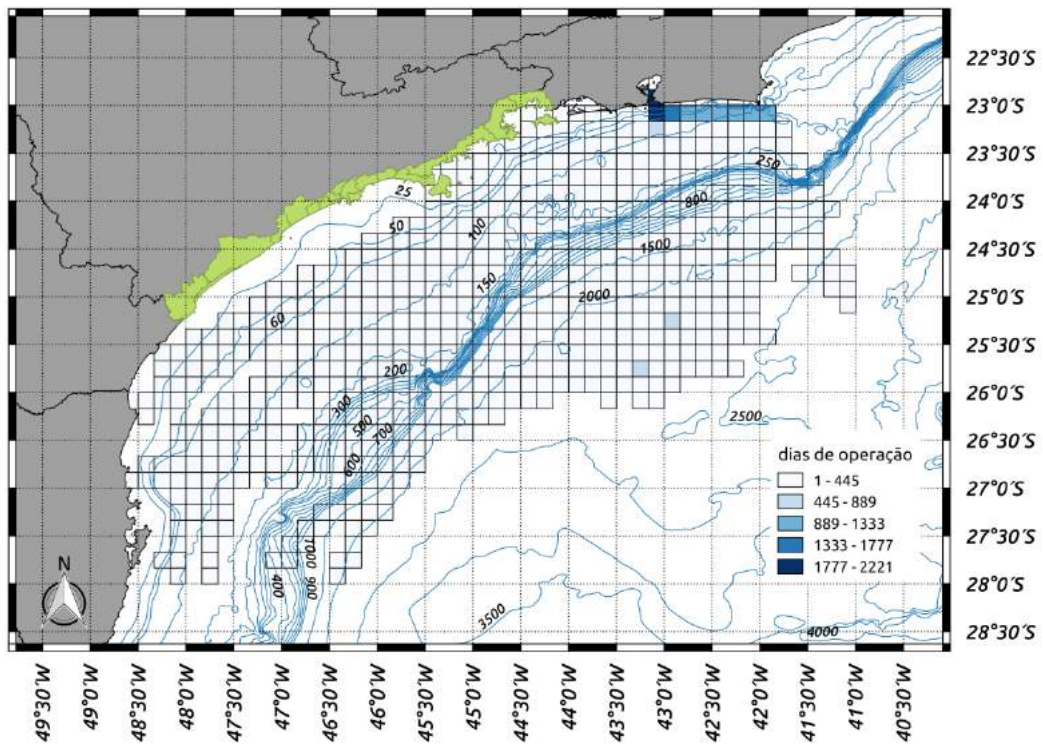 22°30´S
23°0´S
23°30´S
24°0´S
24°30´S
25°0´S
25°30´S
26°0´S
26°30´S
27°0´S
27°30´S
28°0´S
28°30´S
25
50
60
100
150
200
250
300
800
1500
2000
500
700
600
2500
1000
900
400
3500
4000
dias de operação
1 - 445
445 - 889
889 - 1333
1333 - 1777
1777 - 2221
N
49°30´W
49°0´W
48°30´W
48°0´W
47°30´W
47°0´W
46°30´W
46°0´W
45°30´W
45°0´W
44°30´W
44°0´W
43°30´W
43°0´W
42°30´W
42°0´W
41°30´W
41°0´W
40°30´W